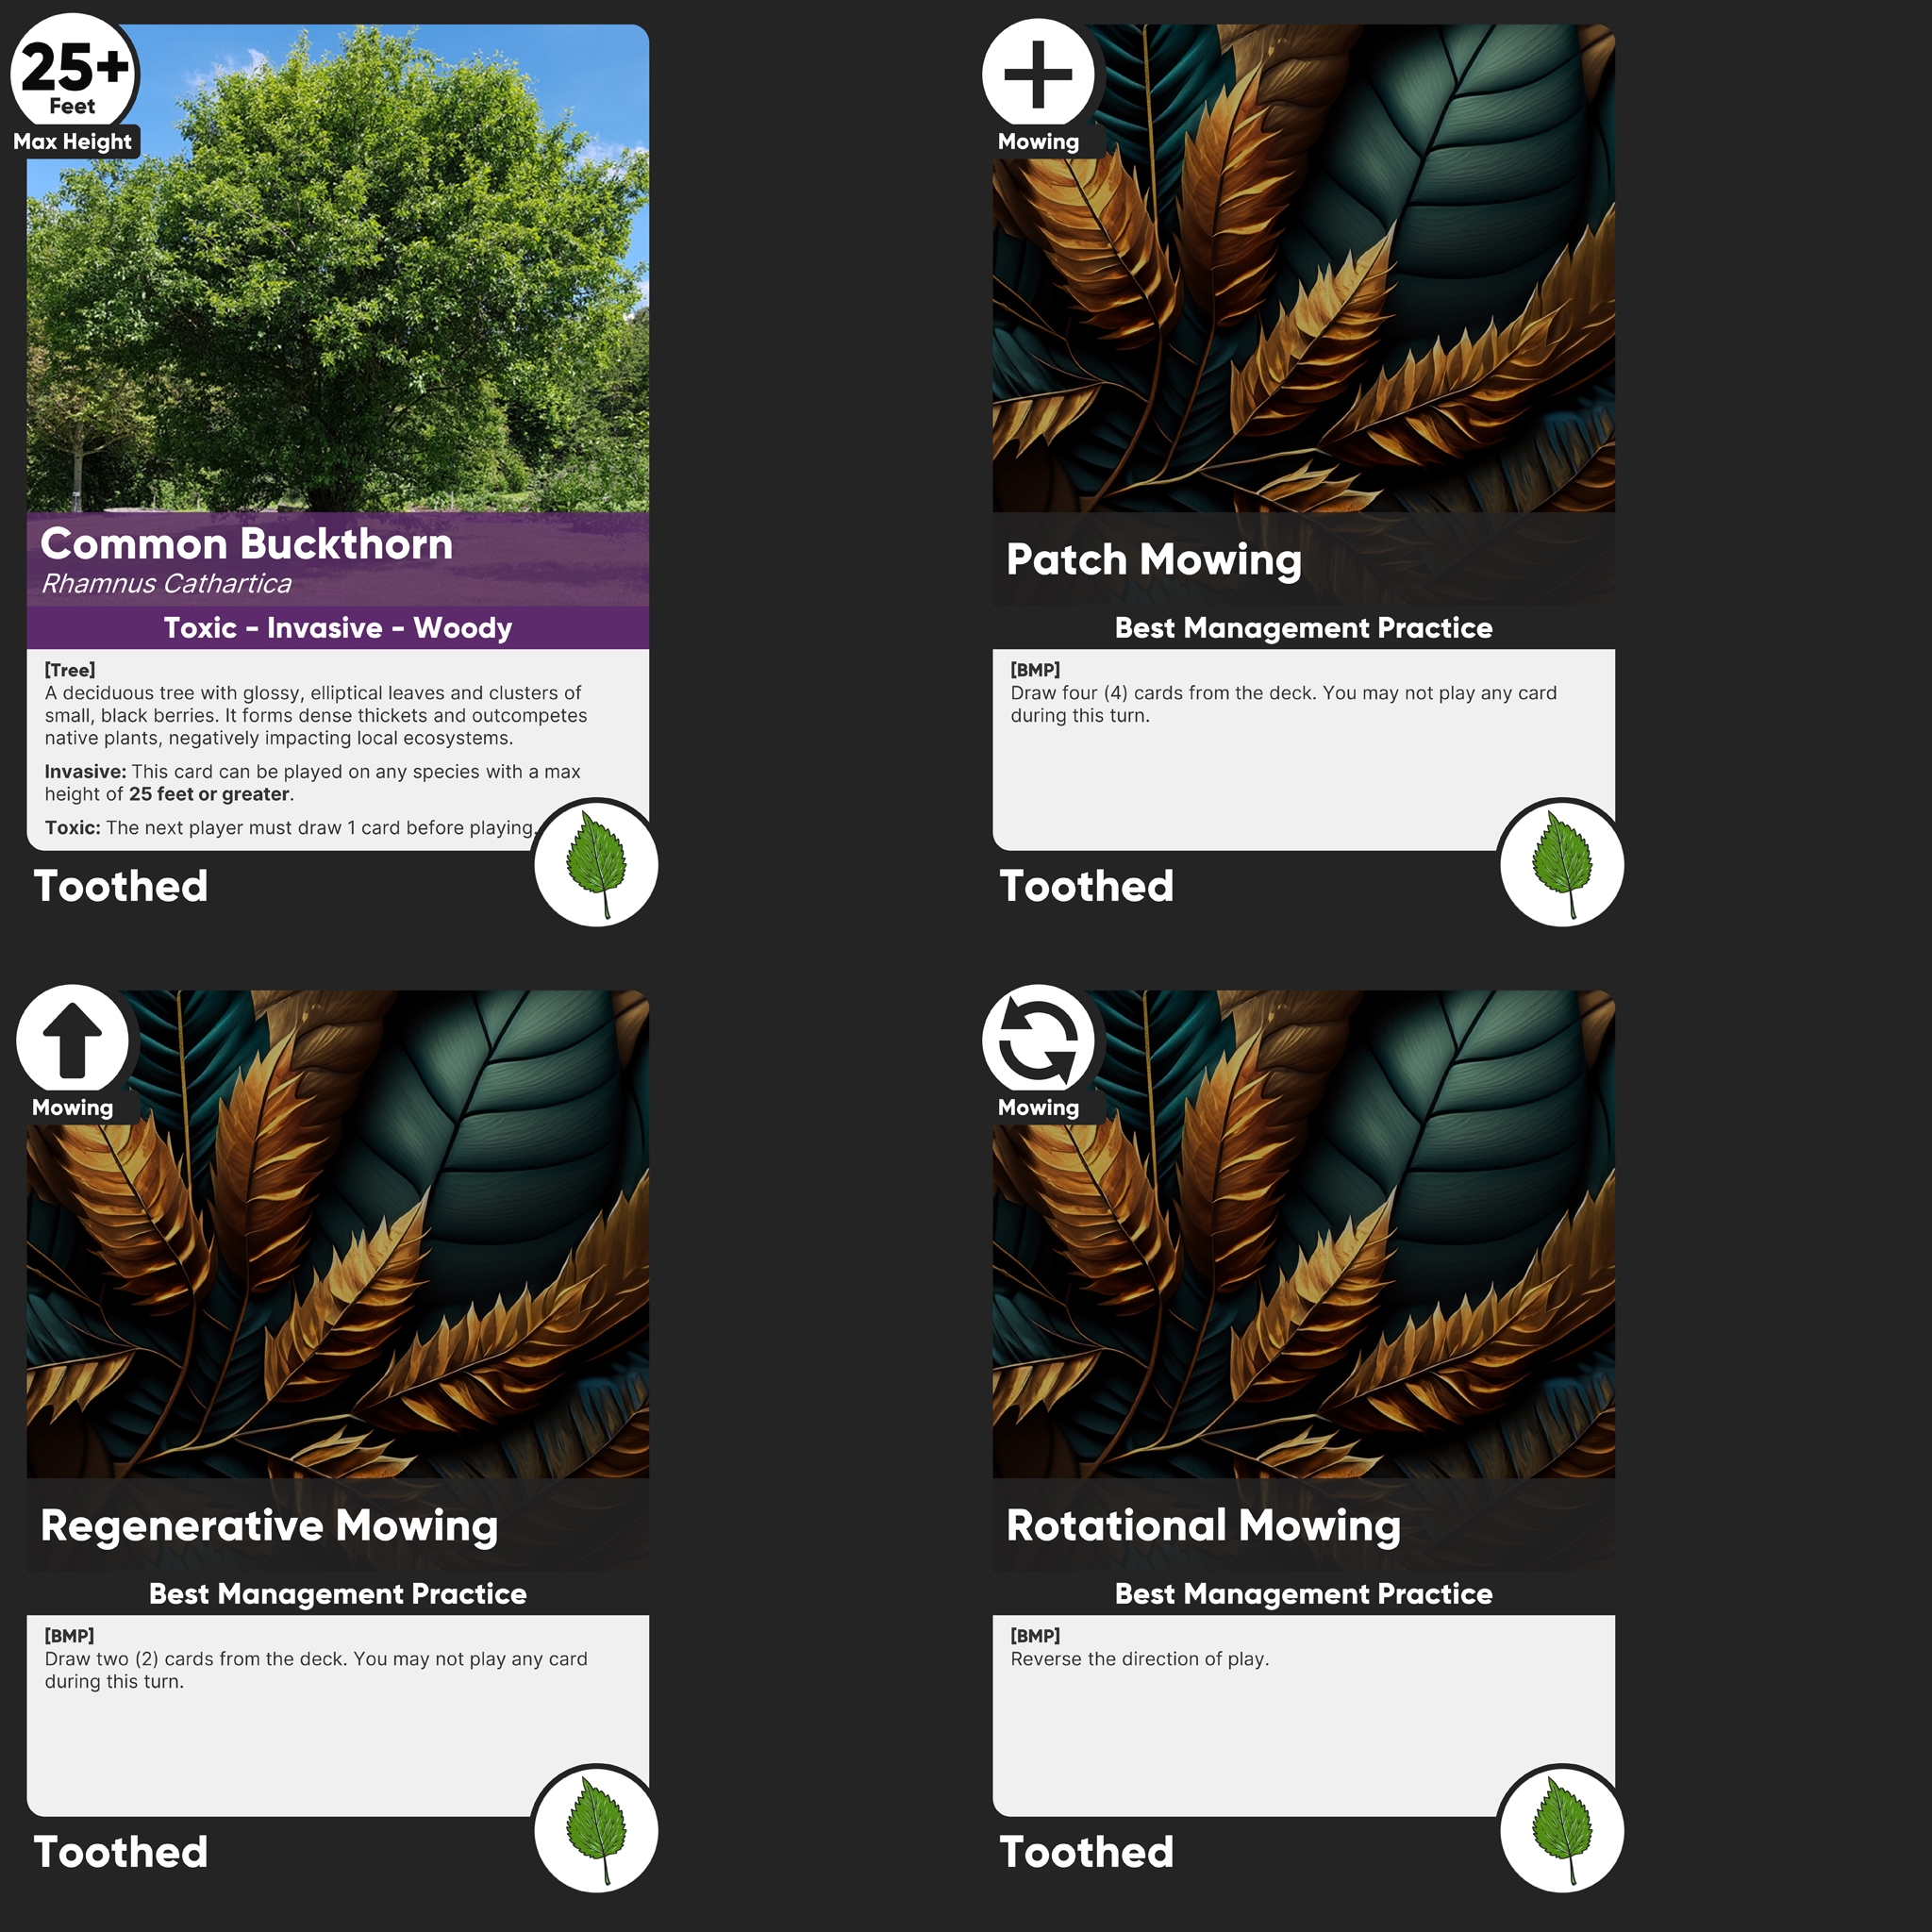 25+
Feet
Max Height
Common Buckthorn
Rhamnus Cathartica
Toxic - Invasive - Woody
[Tree]
A deciduous tree with glossy, elliptical leaves and clusters of
small, black berries. It forms dense thickets and outcompetes
native plants, negatively impacting local ecosystems.
Invasive: This card can be played on any species with a max
height of 25 feet or greater.
Toxic: The next player must draw 1 card before playing.
Toothed
Mowing
Patch Mowing
Best Management Practice
[BMP]
Draw four (4) cards from the deck. You may not play any card
during this turn.
Toothed
Mowing
Regenerative Mowing
Best Management Practice
[BMP]
Draw two (2) cards from the deck. You may not play any card
during this turn.
Toothed
Mowing
Rotational Mowing
Best Management Practice
[BMP]
Reverse the direction of play.
Toothed